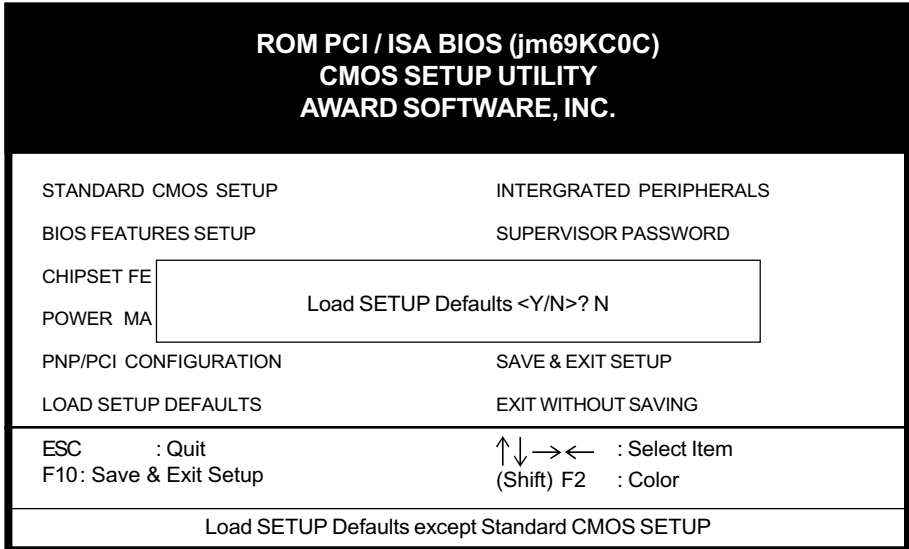 ROM PCI / ISA BIOS (jm69KC0C)
CMOS SETUP UTILITY
AWARD SOFTWARE, INC.
STANDARD CMOS SETUP
INTERGRATED PERIPHERALS
BIOS FEATURES SETUP
SUPERVISOR PASSWORD
CHIPSET FE
Load SETUP Defaults <Y/N>? N
POWER MA
PNP/PCI CONFIGURATION
SAVE & EXIT SETUP
LOAD SETUP DEFAULTS
EXIT WITHOUT SAVING
ESC : Quit
↑↓→← : Select Item
F10: Save & Exit Setup
(Shift) F2 : Color
Load SETUP Defaults except Standard CMOS SETUP